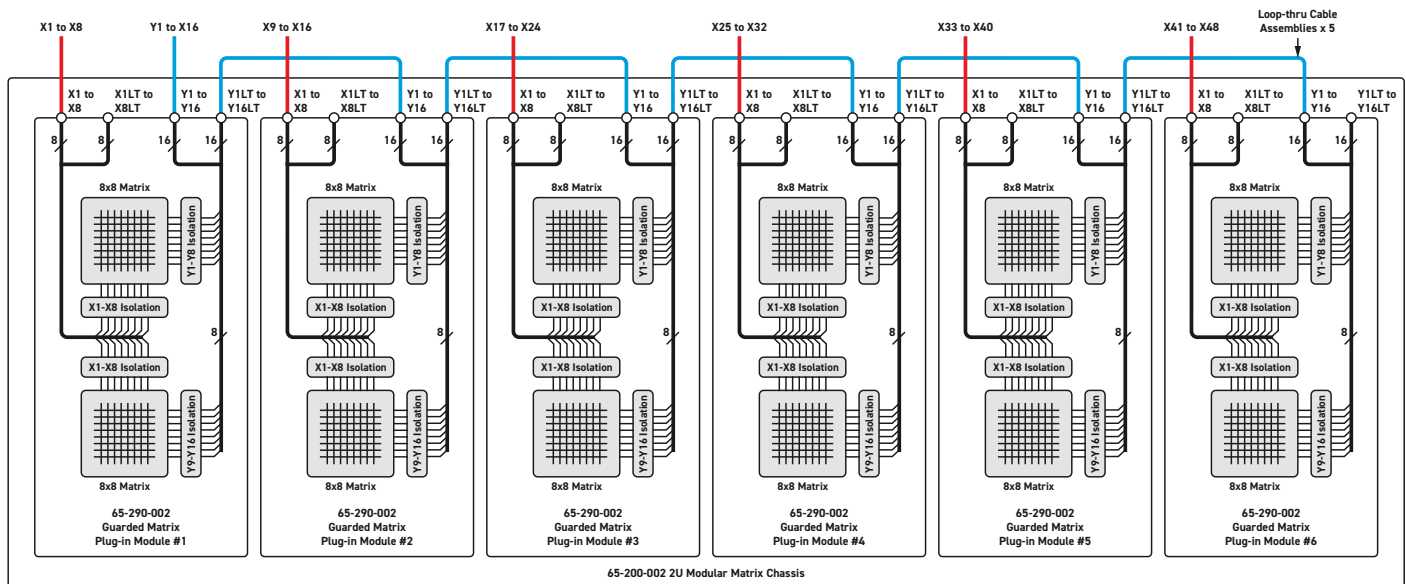 X1 to X8
Y1 to X16
X9 to X16
X17 to X24
X25 to X32
X33 to X40
X41 to X48
Loop-thru Cable
Assemblies x 5
X1 to
X8
X1LT to
X8LT
Y1 to
Y16
Y1LT to
Y16LT
X1 to
X8
X1LT to
X8LT
Y1 to
Y16
Y1LT to
Y16LT
X1 to
X8
X1LT to
X8LT
Y1 to
Y16
Y1LT to
Y16LT
X1 to
X8
X1LT to
X8LT
Y1 to
Y16
Y1LT to
Y16LT
X1 to
X8
X1LT to
X8LT
Y1 to
Y16
Y1LT to
Y16LT
X1 to
X8
X1LT to
X8LT
Y1 to
Y16
Y1LT to
Y16LT
8
8
16
16
8x8 Matrix
Y1-Y8 Isolation
X1-X8 Isolation
8
X1-X8 Isolation
Y9-Y16 Isolation
8x8 Matrix
65-290-002
Guarded Matrix
Plug-in Module #1
8
8
16
16
8x8 Matrix
Y1-Y8 Isolation
X1-X8 Isolation
8
X1-X8 Isolation
Y9-Y16 Isolation
8x8 Matrix
65-290-002
Guarded Matrix
Plug-in Module #2
8
8
16
16
8x8 Matrix
Y1-Y8 Isolation
X1-X8 Isolation
8
X1-X8 Isolation
Y9-Y16 Isolation
8x8 Matrix
65-290-002
Guarded Matrix
Plug-in Module #3
8
8
16
16
8x8 Matrix
Y1-Y8 Isolation
X1-X8 Isolation
8
X1-X8 Isolation
Y9-Y16 Isolation
8x8 Matrix
65-290-002
Guarded Matrix
Plug-in Module #4
8
8
16
16
8x8 Matrix
Y1-Y8 Isolation
X1-X8 Isolation
8
X1-X8 Isolation
Y9-Y16 Isolation
8x8 Matrix
65-290-002
Guarded Matrix
Plug-in Module #5
8
8
16
16
8x8 Matrix
Y1-Y8 Isolation
X1-X8 Isolation
8
X1-X8 Isolation
Y9-Y16 Isolation
8x8 Matrix
65-290-002
Guarded Matrix
Plug-in Module #6
65-200-002 2U Modular Matrix Chassis